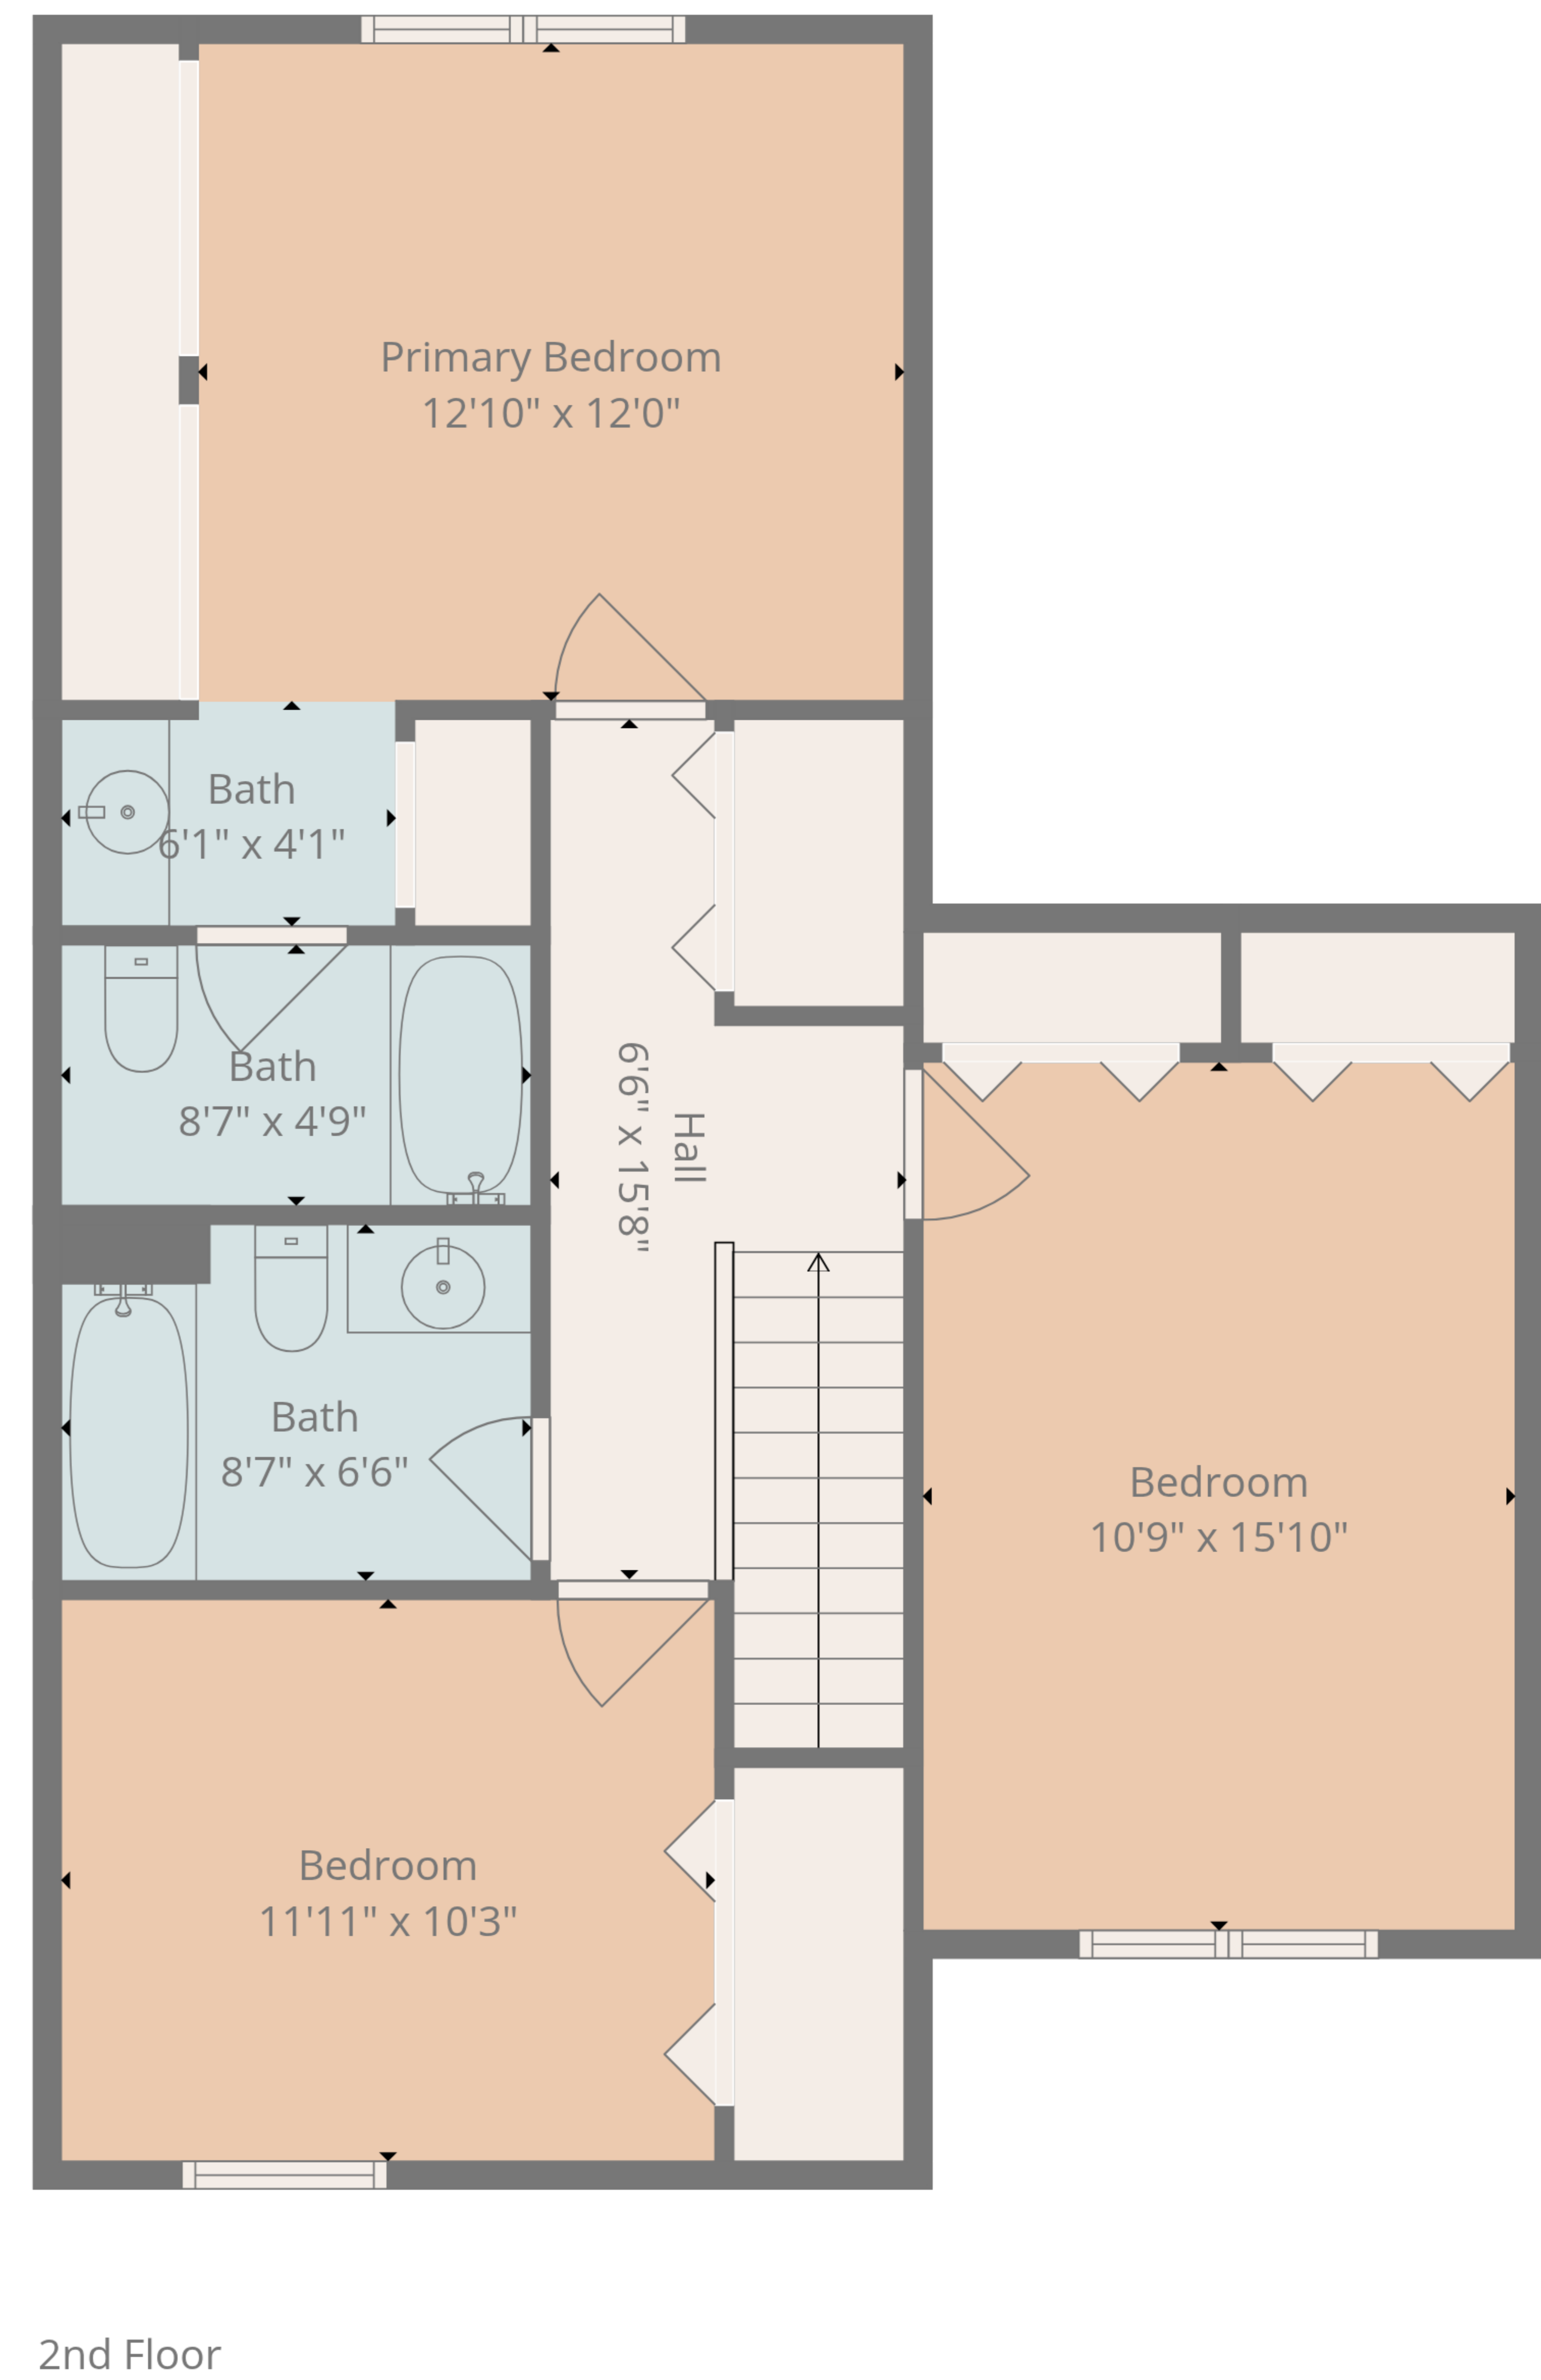 Primary Bedroom
12'10" x 12'0"
Bath
6'1" x 4'1"
Bath
8'7" x 4'9"
Hall
6'6" x 15'8"
Bath
8'7" x 6'6"
Bedroom
10'9" x 15'10"
Bedroom
11'11" x 10'3"
2nd Floor